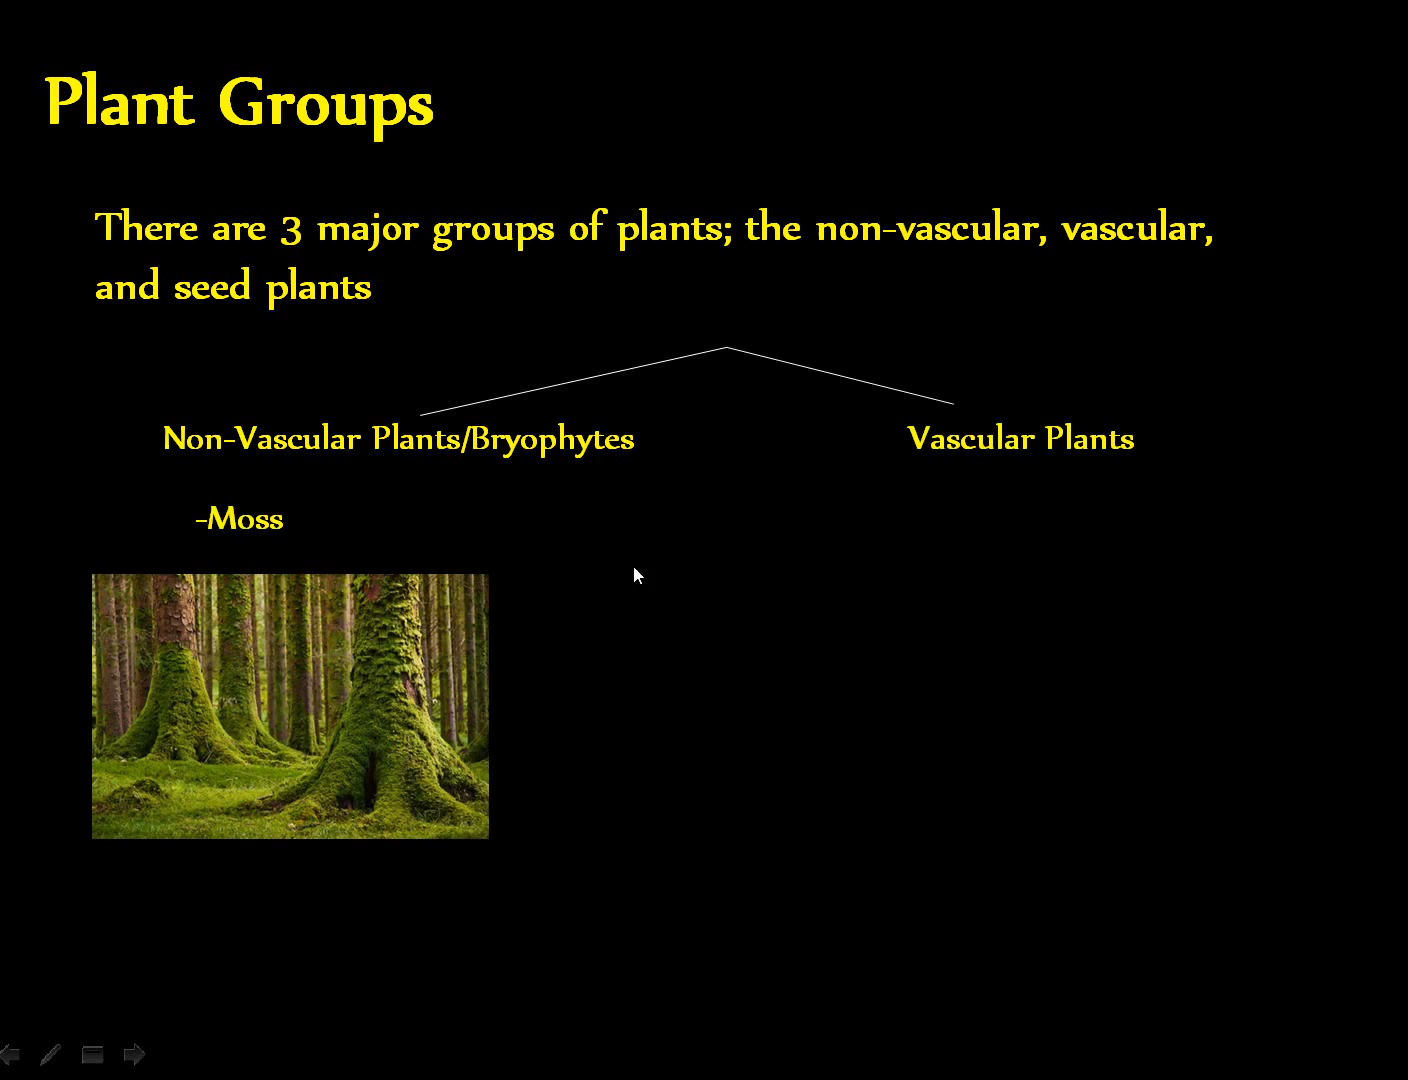 Plant Groups
There are 3 major groups of plants; the non-vascular, vascular,
and seed plants
Non-Vascular Plants/Bryophytes
Vascular Plants
-Moss